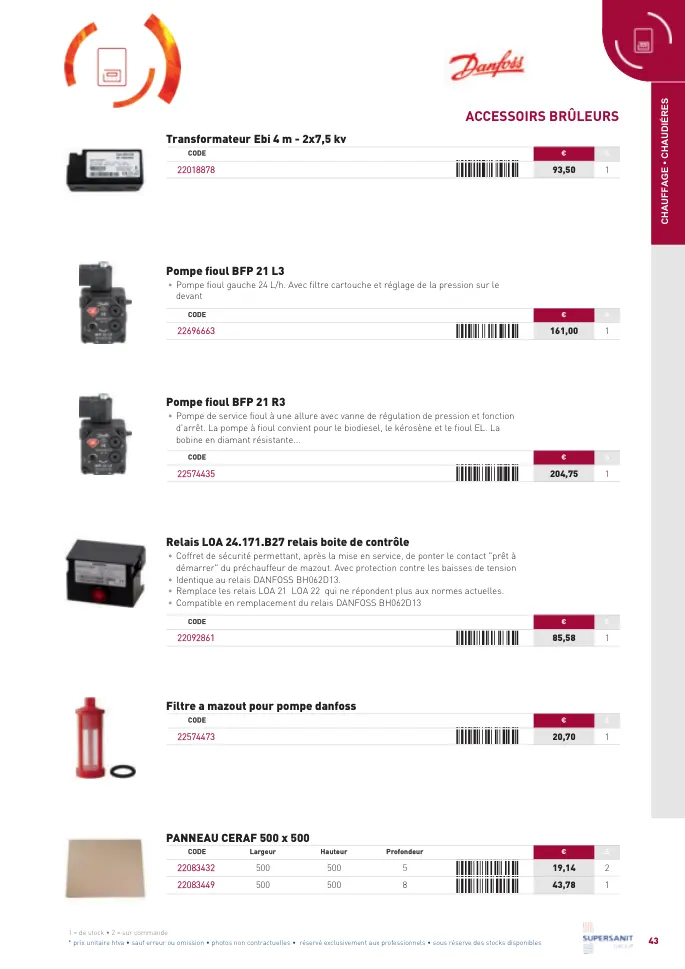 Danfoss
ACCESSOIRS BRÛLEURS
CHAUFFAGE • CHAUDIÈRES
Transformateur Ebi 4 m - 2x7,5 kv
CODE €
22018878 93,50 1
Pompe fioul BFP 21 L3
• Pompe fioul gauche 24 L/h. Avec filtre cartouche et réglage de la pression sur le
devant
CODE €
22696663 161,00 1
Pompe fioul BFP 21 R3
• Pompe de service fioul à une allure avec vanne de régulation de pression et fonction
d'arrêt. La pompe à fioul convient pour le biodiesel, le kérosène et le fioul EL. La
bobine en diamant résistante...
CODE €
22574435 204,75 1
Relais LOA 24.171.B27 relais boite de contrôle
• Coffret de sécurité permettant, après la mise en service, de ponter le contact "prêt à
démarrer" du préchauffeur de mazout. Avec protection contre les baisses de tension
• Identique au relais DANFOSS BH062D13.
• Remplace les relais LOA 21 LOA 22 qui ne répondent plus aux normes actuelles.
• Compatible en remplacement du relais DANFOSS BH062D13
CODE €
22092861 85,58 1
Filtre a mazout pour pompe danfoss
CODE €
22574473 20,70 1
PANNEAU CERAF 500 x 500
CODE Largeur Hauteur Profondeur €
22083432 500 500 5 19,14 2
22083449 500 500 8 43,78 1
1 = de stock • 2 = sur commande
* prix unitaire htva • sauf erreur ou omission • photos non contractuelles • réservé exclusivement aux professionnels • sous réserve des stocks disponibles
SUPERSANIT
GROUP
43